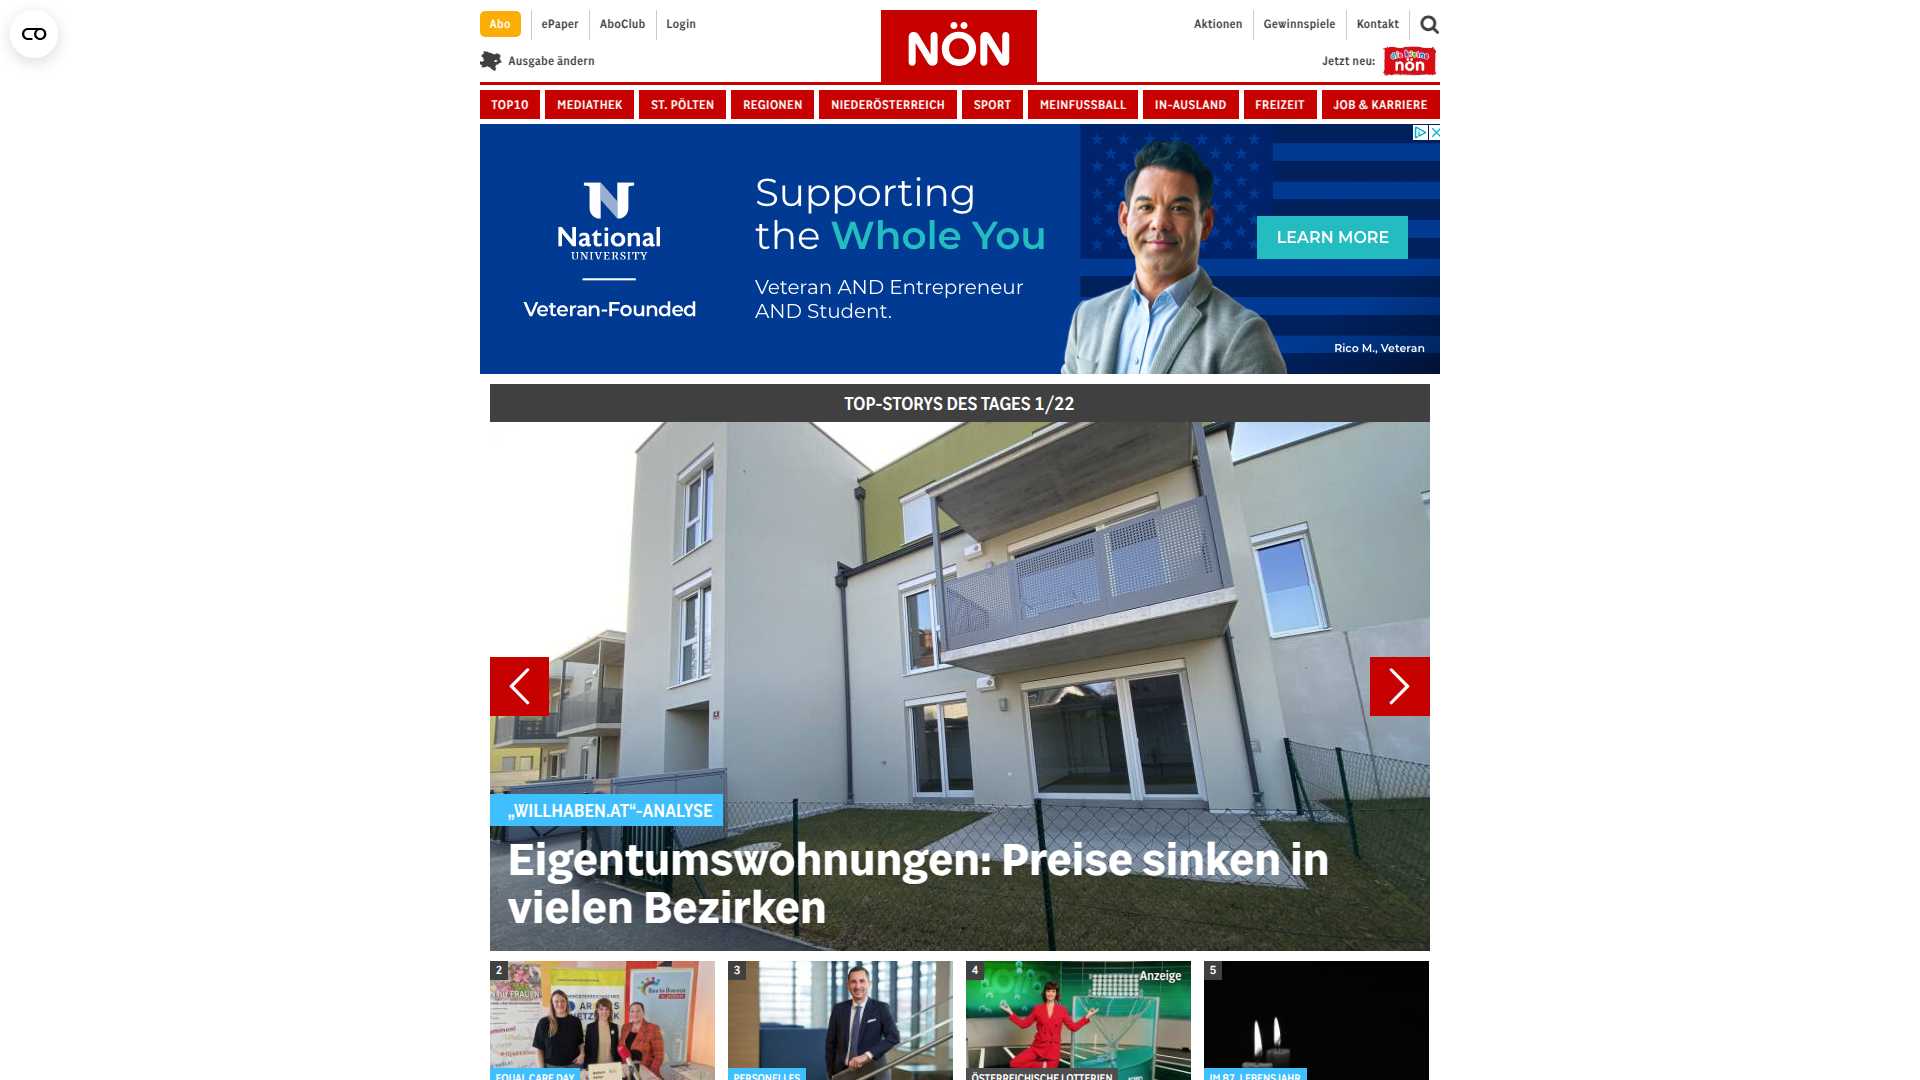 Abo
ePaper
AboClub
Login
NÖN
Aktionen
Gewinnspiele
Kontakt
Ausgabe ändern
Jetzt neu:
die kleine
nön
TOP10
MEDIATHEK
ST. PÖLTEN
REGIONEN
NIEDERÖSTERREICH
SPORT
MEINFUSSBALL
IN-AUSLAND
FREIZEIT
JOB & KARRIERE
N
National
UNIVERSITY
Veteran-Founded
Supporting
the Whole You
Veteran AND Entrepreneur
AND Student.
LEARN MORE
Rico M., Veteran
TOP-STORYS DES TAGES 1/22
„WILLHABEN.AT“-ANALYSE
Eigentumswohnungen: Preise sinken in
vielen Bezirken
2
3
4
Anzeige
5
EQUAL CARE DAY
PERSONELLES
ÖSTERREICHISCHE LOTTERIEN
IM 87. LEBENSJAHR